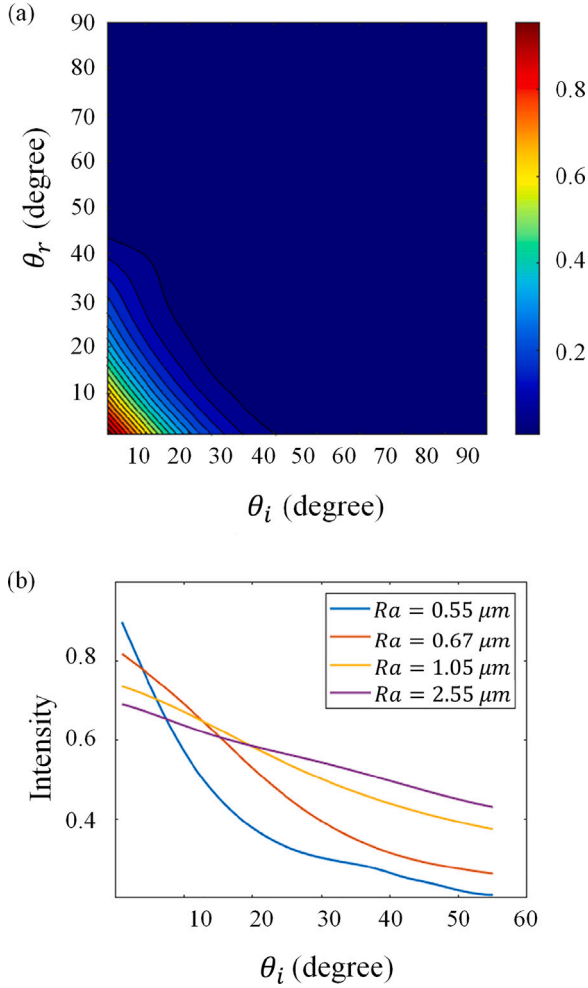 (a)
90
80
70
60
50
40
30
20
10
θr (degree)
10 20 30 40 50 60 70 80 90
θi (degree)
0.8
0.6
0.4
0.2
(b)
Ra = 0.55 μm
Ra = 0.67 μm
Ra = 1.05 μm
Ra = 2.55 μm
0.8
0.6
0.4
Intensity
10 20 30 40 50 60
θi (degree)